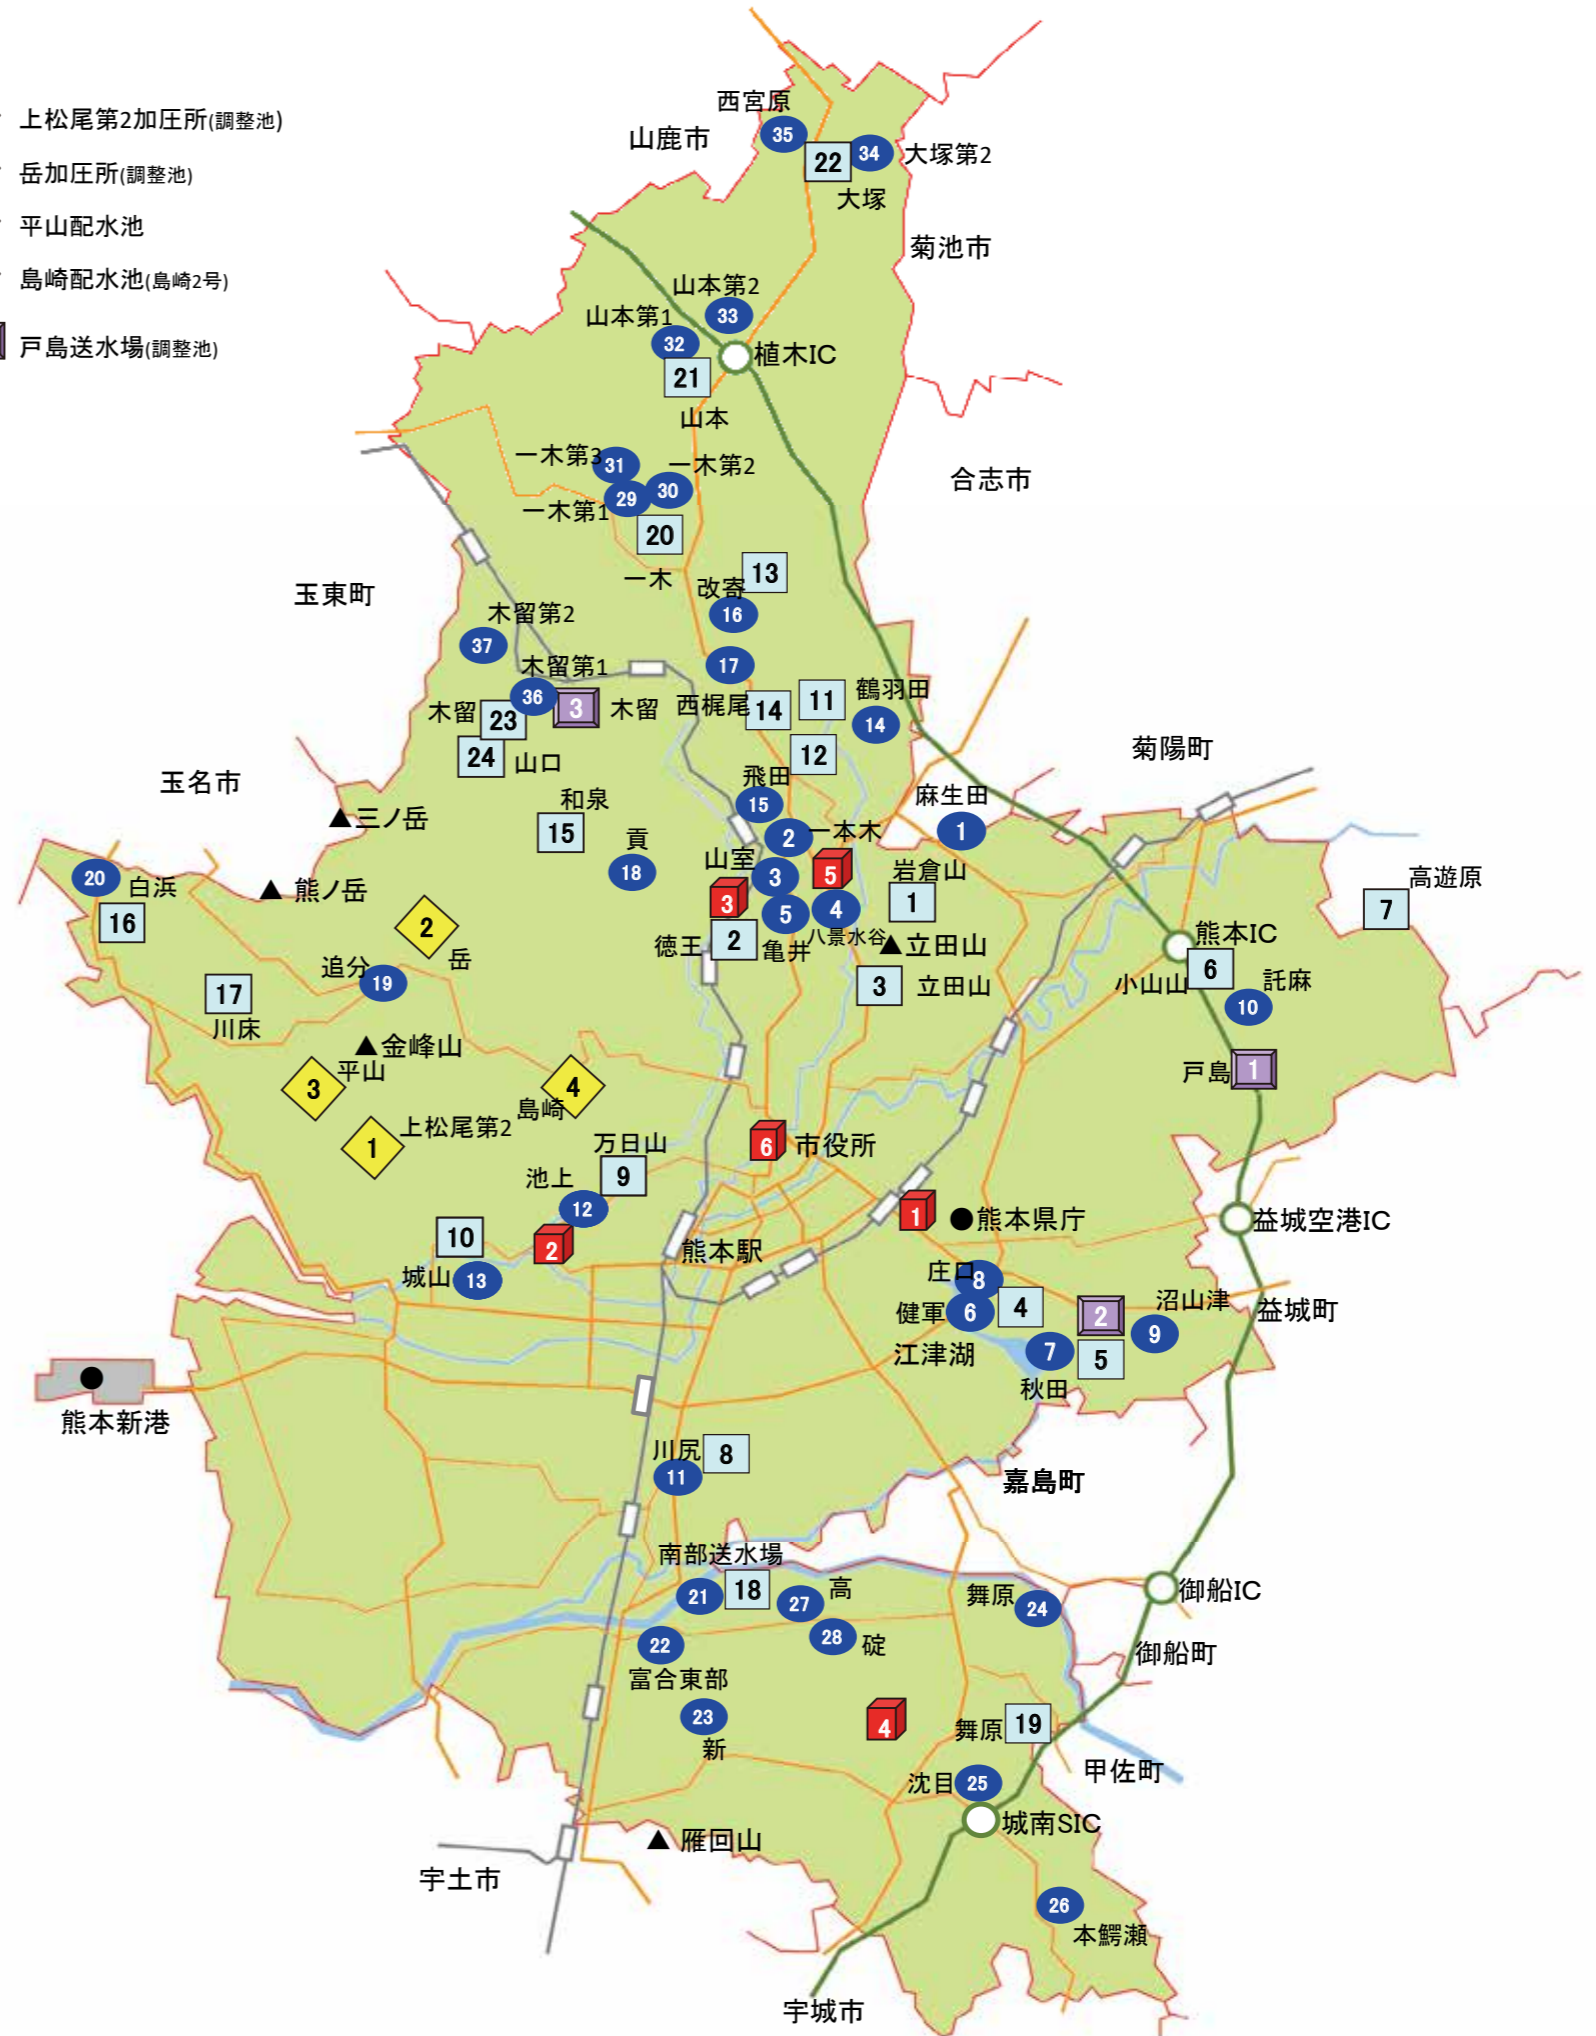 上松尾第2加圧所(調整池)
岳加圧所(調整池)
平山配水池
島崎配水池(島崎2号)
戸島送水場(調整池)
西宮原
35
山鹿市
22
34
大塚第2
大塚
菊池市
山本第2
33
山本第1
32
植木IC
21
山本
一木第3
31
一木第2
30
29
一木第1
合志市
20
一木
13
改寄
16
玉東町
木留第2
37
17
木留第1
36
3
木留
木留
23
西梶尾
14
11
鶴羽田
14
24
山口
12
菊陽町
飛田
15
玉名市
和泉
15
三ノ岳
麻生田
1
2
一本木
貢
18
山室
3
5
岩倉山
1
高遊原
7
20
白浜
16
熊ノ岳
3
5
4
八景水谷
2
岳
徳王
2
亀井
立田山
熊本IC
6
小山山
託麻
10
追分
19
17
川床
3
立田山
金峰山
戸島
1
3
平山
4
島崎
1
上松尾第2
万日山
9
6
市役所
池上
12
1
熊本県庁
益城空港IC
10
2
熊本駅
城山
13
庄口
8
健軍
6
4
2
沼山津
9
益城町
江津湖
7
5
秋田
熊本新港
川尻
8
11
嘉島町
南部送水場
21
18
27
高
舞原
24
御船IC
28
碇
22
富合東部
御船町
23
新
4
舞原
19
甲佐町
沈目
25
城南SIC
雁回山
宇土市
26
本鰐瀬
宇城市